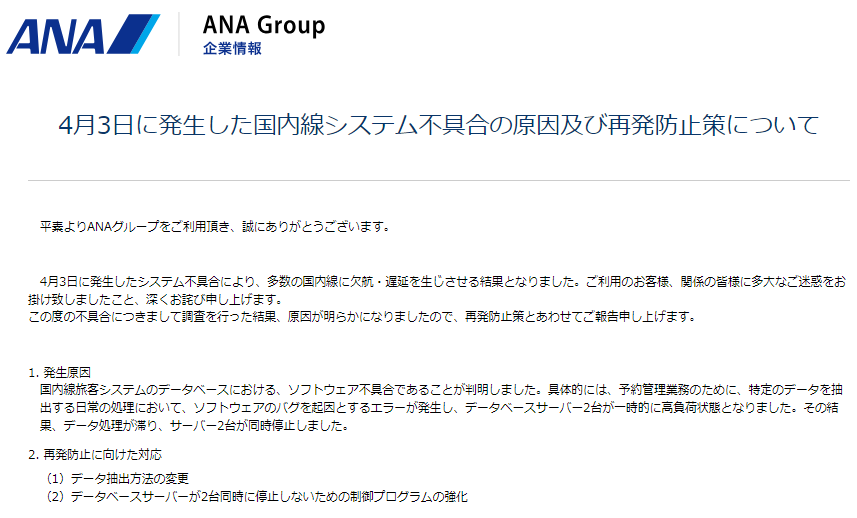 ANA
ANA Group
企業情報
4月3日に発生した国内線システム不具合の原因及び再発防止策について
平素よりANAグループをご利用頂き、誠にありがとうございます。
4月3日に発生したシステム不具合により、多数の国内線に欠航・遅延を生じさせる結果となりました。ご利用のお客様、関係の皆様に多大なご迷惑をお
掛け致しましたこと、深くお詫び申し上げます。
この度の不具合につきまして調査を行った結果、原因が明らかになりましたので、再発防止策とあわせてご報告申し上げます。
1. 発生原因
国内線旅客システムのデータベースにおける、ソフトウェア不具合であることが判明しました。具体的には、予約管理業務のために、特定のデータを抽
出する日常の処理において、ソフトウェアのバグを起因とするエラーが発生し、データベースサーバー2台が一時的に高負荷状態となりました。その結
果、データ処理が滞り、サーバー2台が同時停止しました。
2. 再発防止に向けた対応
（1）データ抽出方法の変更
（2）データベースサーバーが2台同時に停止しないための制御プログラムの強化